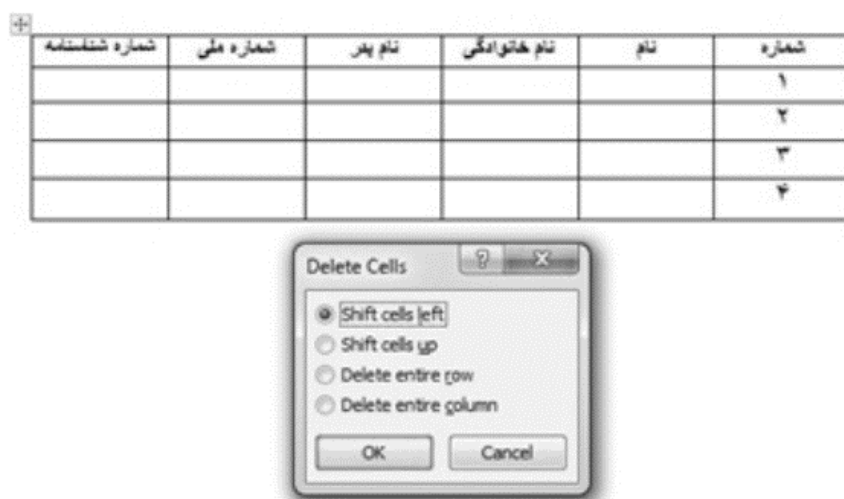 شماره نام نام خانوادگی نام پدر شماره ملی شماره شناسنامه
۱
۲
۳
۴
Delete Cells
Shift cells left
Shift cells up
Delete entire row
Delete entire column
OK Cancel